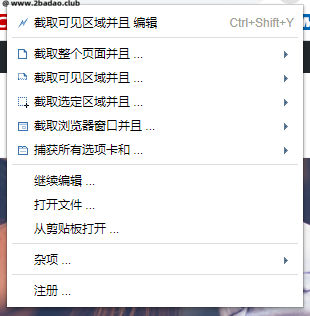 @ www.2badao.club
截取可见区域并且 编辑 Ctrl+Shift+Y
截取整个页面并且 ...
截取可见区域并且 ...
截取选定区域并且 ...
截取浏览器窗口并且 ...
捕获所有选项卡和 ...
继续编辑 ...
打开文件 ...
从剪贴板打开 ...
杂项 ...
注册 ...